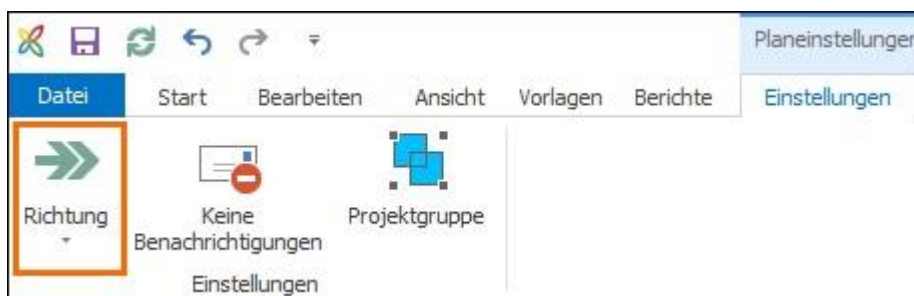 Planeinstellungen
Datei Start Bearbeiten Ansicht Vorlagen Berichte Einstellungen
Richtung Keine Benachrichtigungen Projektgruppe
Einstellungen